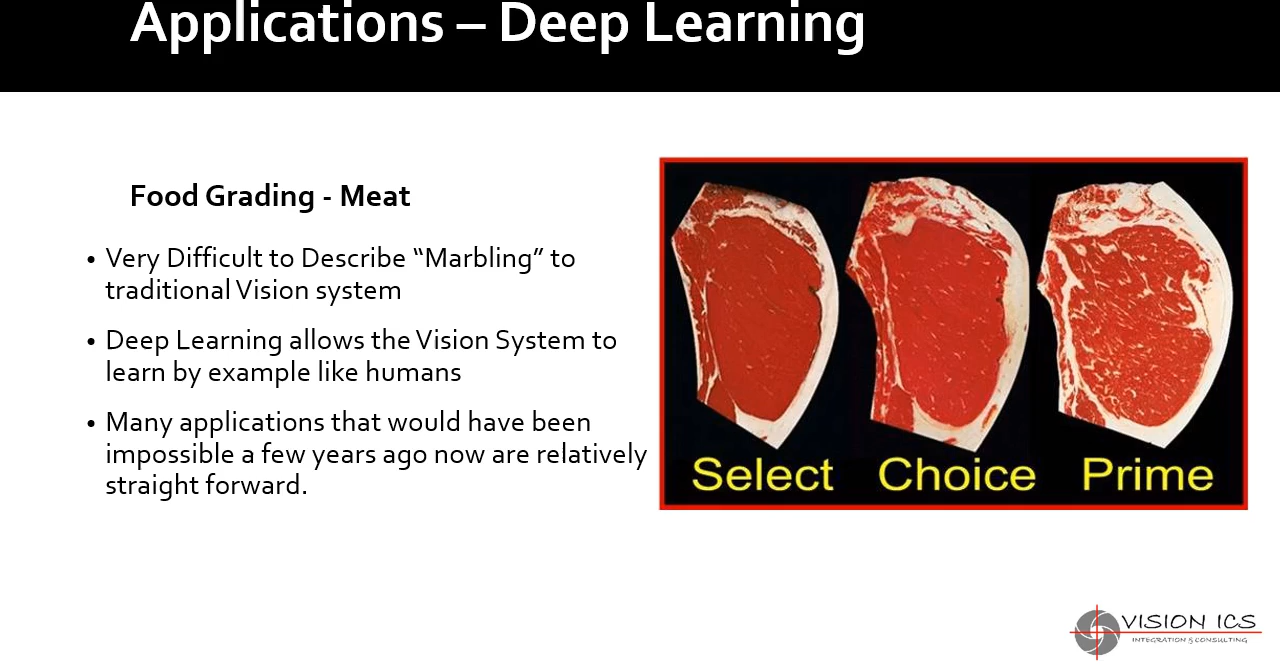 Applications – Deep Learning
Food Grading - Meat
• Very Difficult to Describe “Marbling” to
traditional Vision system
• Deep Learning allows the Vision System to
learn by example like humans
• Many applications that would have been
impossible a few years ago now are relatively
straight forward.
Select Choice Prime
VISION ICS
INTEGRATION & CONSULTING